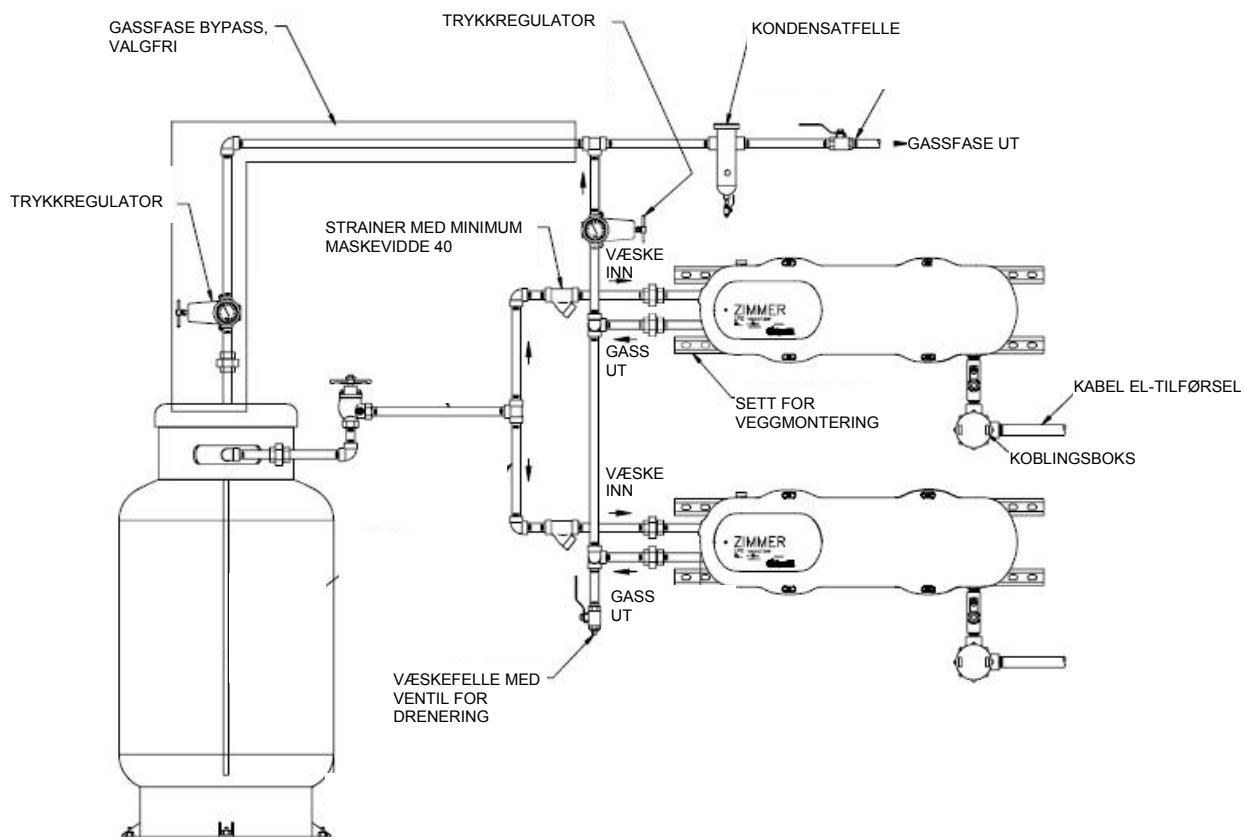 GASSFASE BYPASS,
VALGFRI
TRYKKREGULATOR
KONDENSATFELLE
GASSFASE UT
TRYKKREGULATOR
STRAINER MED MINIMUM
MASKEVIDDE 40
VÆSKE
INN
ZIMMER
GASS
UT
SETT FOR
VEGGMONTERING
KABEL EL-TILFØRSEL
KOBLINGSBOKS
VÆSKE
INN
ZIMMER
GASS
UT
VÆSKEFELLE MED
VENTIL FOR
DRENERING